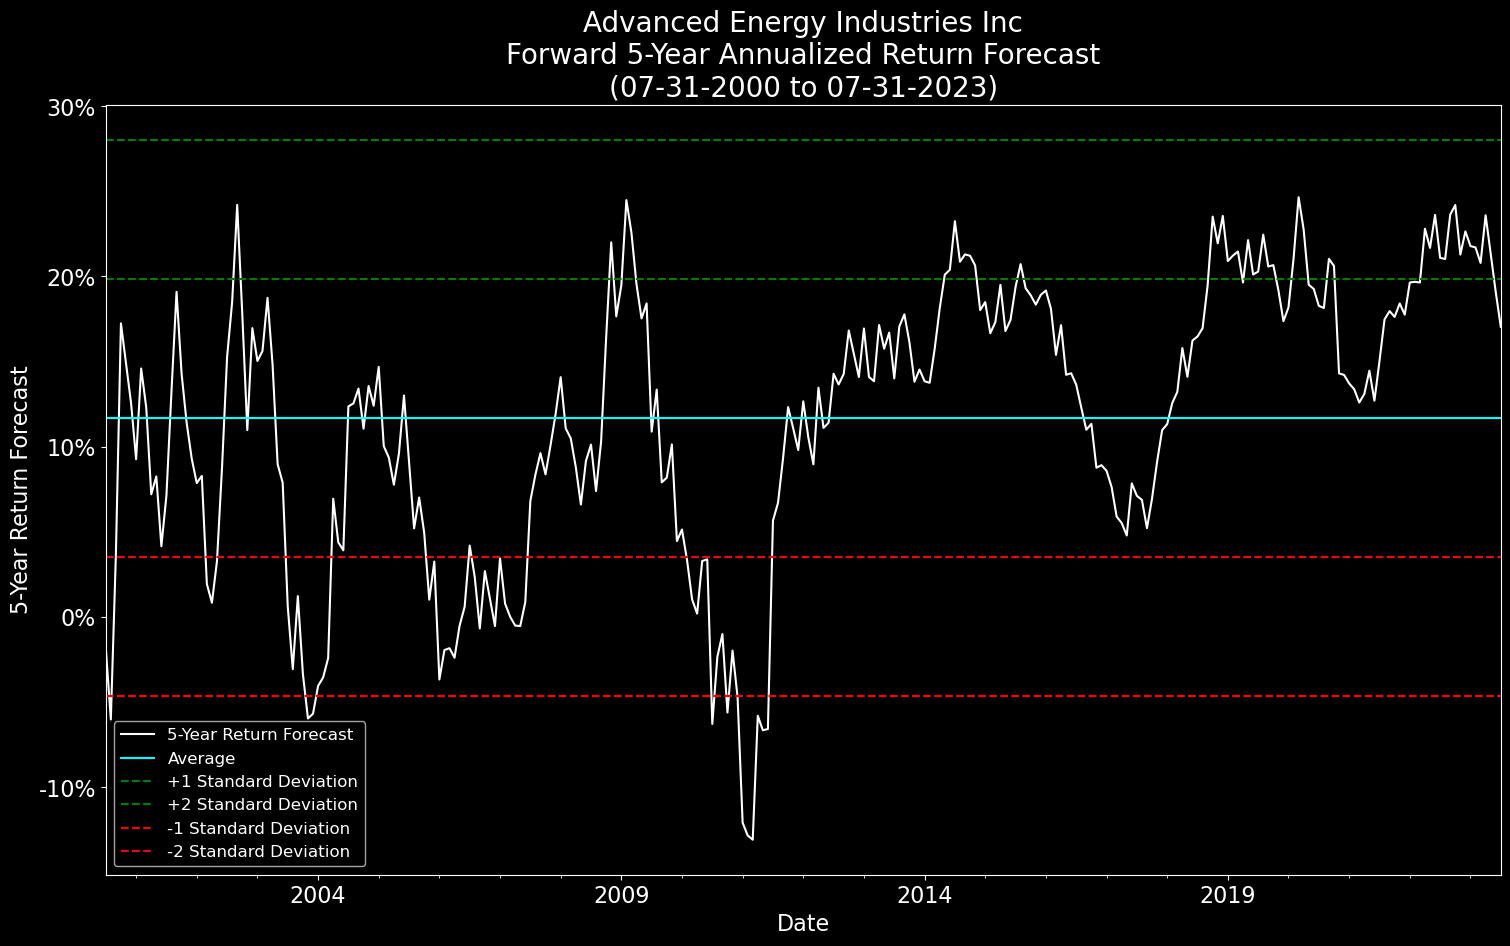 Advanced Energy Industries Inc
Forward 5-Year Annualized Return Forecast
(07-31-2000 to 07-31-2023)
5-Year Return Forecast
30%
20%
10%
0%
-10%
5-Year Return Forecast
Average
+1 Standard Deviation
+2 Standard Deviation
-1 Standard Deviation
-2 Standard Deviation
2004
2009
2014
2019
Date